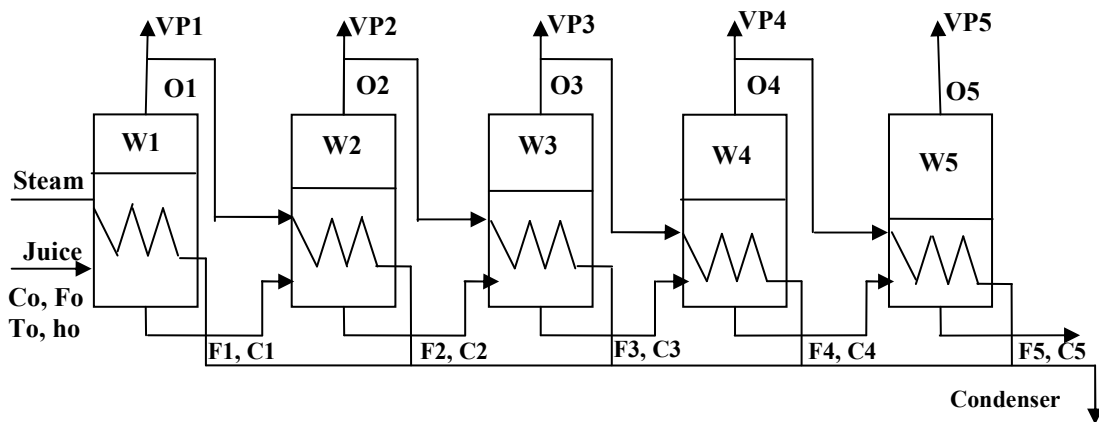 VP1 VP2 VP3 VP4 VP5
O1 O2 O3 O4 O5
W1 W2 W3 W4 W5
Steam
Juice
Co, Fo
To, ho
F1, C1 F2, C2 F3, C3 F4, C4 F5, C5
Condenser